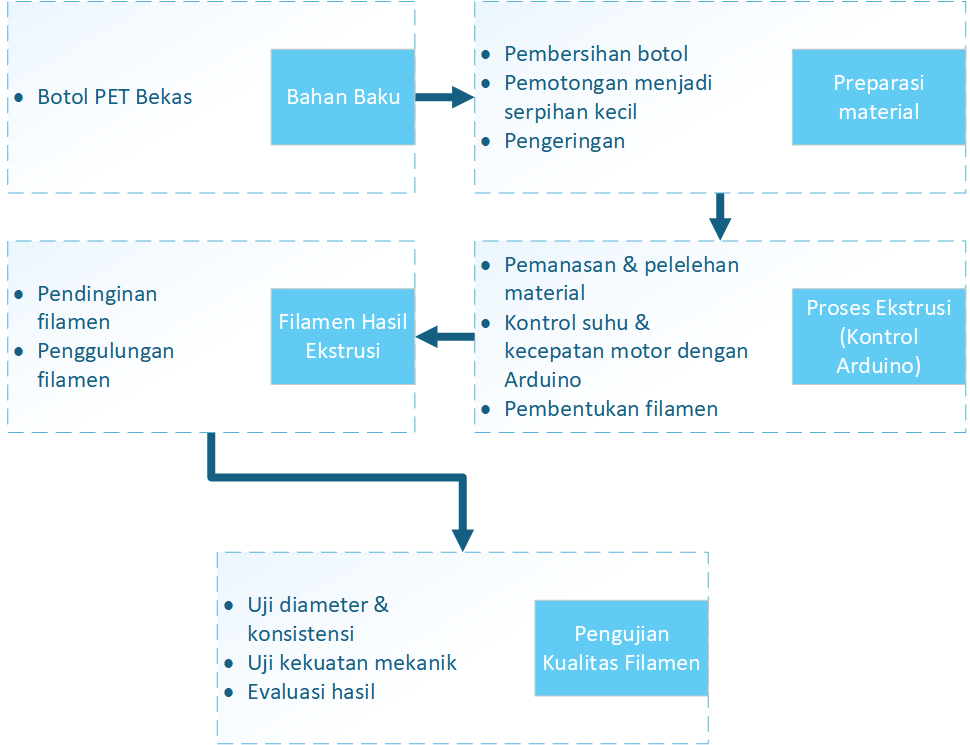 • Botol PET Bekas
Bahan Baku
• Pembersihan botol
• Pemotongan menjadi
serpihan kecil
• Pengeringan
Preparasi
material
• Pemanasan & pelelehan
material
• Kontrol suhu &
kecepatan motor dengan
Arduino
• Pembentukan filamen
Proses Ekstrusi
(Kontrol
Arduino)
• Pendinginan
filamen
• Penggulungan
filamen
Filamen Hasil
Ekstrusi
• Uji diameter &
konsistensi
• Uji kekuatan mekanik
• Evaluasi hasil
Pengujian
Kualitas Filamen